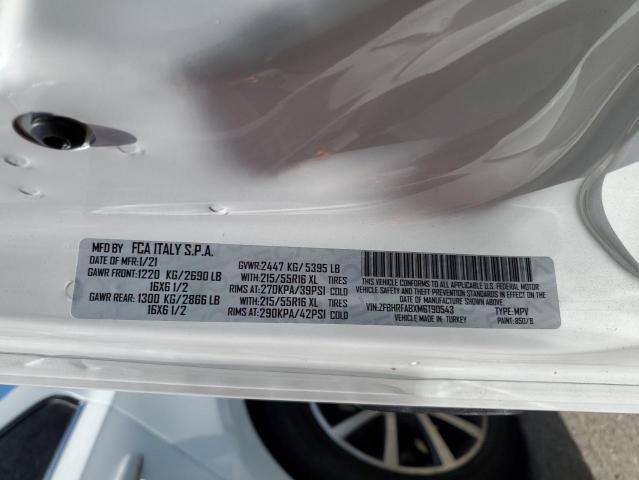 MFD BY FCA ITALY S.P.A.
DATE OF MFR: 1/21
GAWR FRONT: 1220 KG/2690 LB
16X6 1/2
GAWR REAR: 1300 KG/2866 LB
16X6 1/2
GVWR: 2447 KG/ 5395 LB
WITH: 215/55R16 XL TIRES
RIMS AT: 270KPA/39PSI COLD
WITH: 215/55R16 XL TIRES
RIMS AT: 290KPA/42PSI COLD
THIS VEHICLE CONFORMS TO ALL APPLICABLE U.S. FEDERAL MOTOR
VEHICLE SAFETY AND BUMPER STANDARDS IN EFFECT ON THE DATE OF
MANUFACTURE SHOWN ABOVE.
VIN: ZFBHRFABXM6T90543 TYPE: MPV
VEHICLE MADE IN: TURKEY PAINT: 850/B